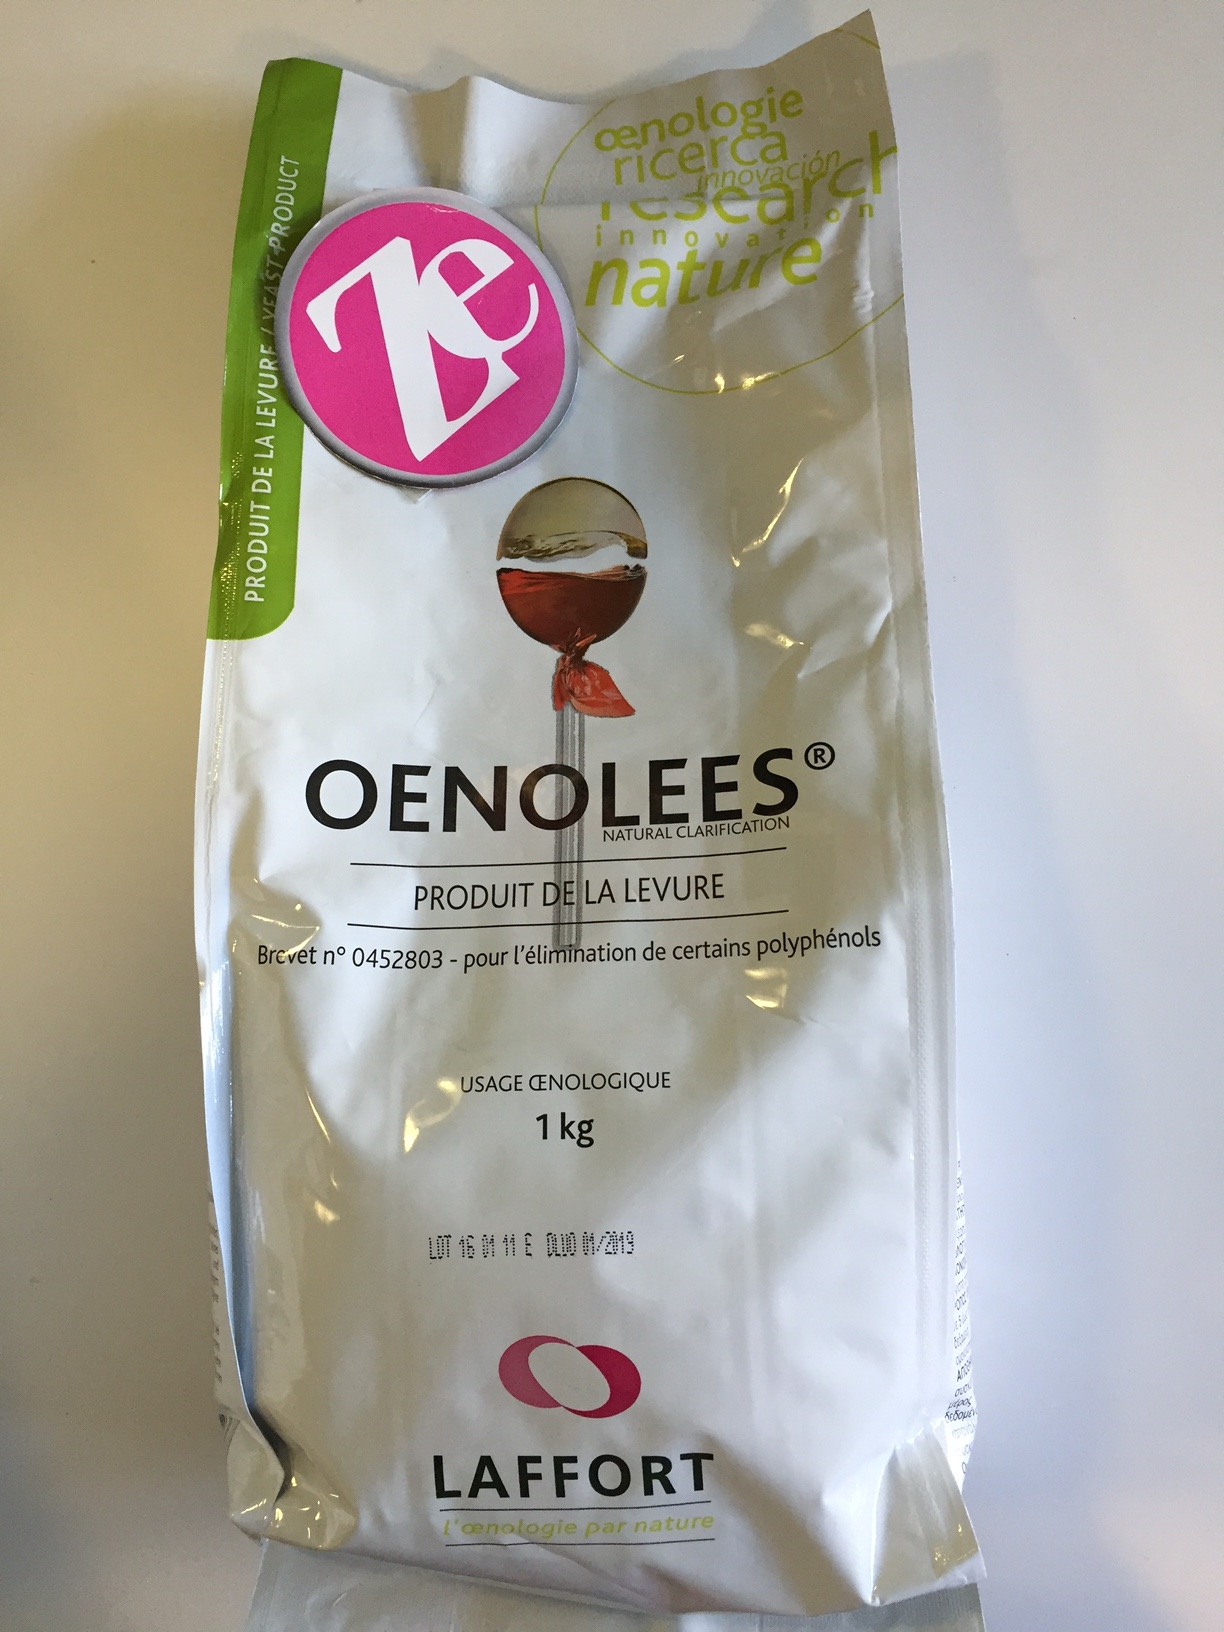 œnologie
ricerca
innovación
research
innovation
nature
PRODUIT DE LA LEVURE / YEAST PRODUCT
Ze
OENOLEES®
NATURAL CLARIFICATION
PRODUIT DE LA LEVURE
Brevet n° 0452803 - pour l'élimination de certains polyphénols
USAGE ŒNOLOGIQUE
1 kg
LOT 16 01 11 E DLUO 01/2019
LAFFORT
l'œnologie par nature